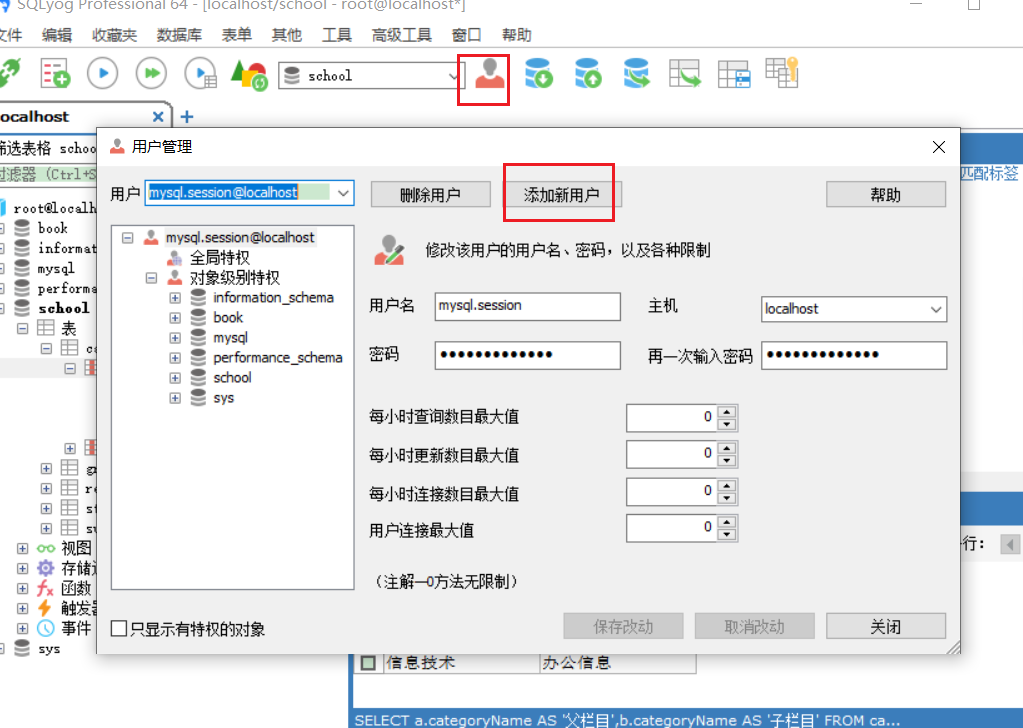 SQLyog Professional 64 - [localhost/school - root@localhost*]
文件 编辑 收藏夹 数据库 表单 其他 工具 高级工具 窗口 帮助
school
localhost
筛选表格 school
过滤器 (Ctrl+S
匹配标签
root@localh
book
informat
mysql
performa
school
表
ca
g
r
s
s
视图
存储过
函数
触发器
事件
sys
用户管理
用户 mysql.session@localhost 删除用户 添加新用户 帮助
mysql.session@localhost
全局特权
对象级别特权
information_schema
book
mysql
performance_schema
school
sys
修改该用户的用户名、密码，以及各种限制
用户名 mysql.session 主机 localhost
密码 ••••••••••••• 再一次输入密码 •••••••••••••
每小时查询数目最大值 0
每小时更新数目最大值 0
每小时连接数目最大值 0
用户连接最大值 0
（注解—0方法无限制）
只显示有特权的对象 保存改动 取消改动 关闭
行：
信息技术 办公信息
SELECT a.categoryName AS '父栏目',b.categoryName AS '子栏目' FROM ca...